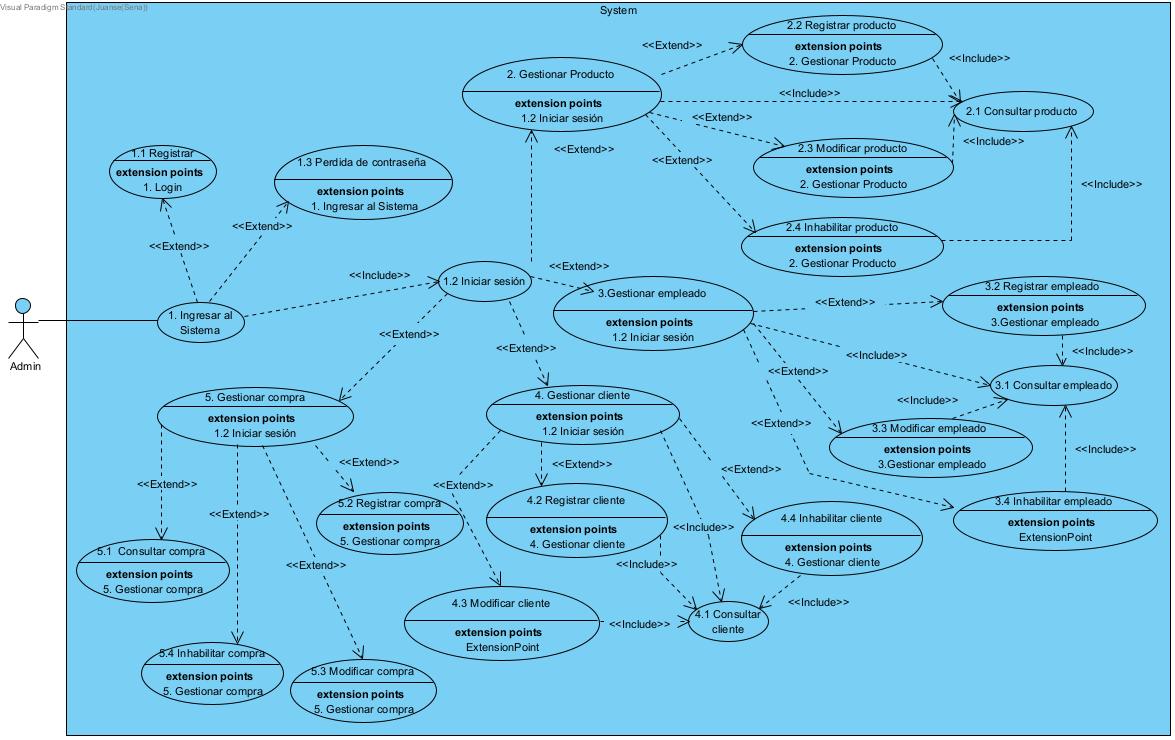 Visual Paradigm Standard(Juanse(Sena))
System
2.2 Registrar producto
extension points
2. Gestionar Producto
<<Extend>>
<<Include>>
2. Gestionar Producto
extension points
1.2 Iniciar sesión
<<Include>>
2.1 Consultar producto
<<Extend>>
<<Include>>
<<Extend>>
2.3 Modificar producto
extension points
2. Gestionar Producto
<<Extend>>
<<Include>>
1.1 Registrar
extension points
1. Login
1.3 Perdida de contraseña
extension points
1. Ingresar al Sistema
2.4 Inhabilitar producto
extension points
2. Gestionar Producto
<<Extend>>
<<Extend>>
<<Include>>
1.2 Iniciar sesión
<<Extend>>
3.Gestionar empleado
extension points
1.2 Iniciar sesión
3.2 Registrar empleado
extension points
3.Gestionar empleado
<<Extend>>
1. Ingresar al
Sistema
Admin
<<Extend>>
<<Extend>>
<<Include>>
<<Include>>
<<Extend>>
3.1 Consultar empleado
5. Gestionar compra
extension points
1.2 Iniciar sesión
4. Gestionar cliente
extension points
1.2 Iniciar sesión
<<Include>>
<<Extend>>
3.3 Modificar empleado
extension points
3.Gestionar empleado
<<Include>>
<<Extend>>
<<Extend>>
<<Extend>>
<<Extend>>
<<Extend>>
5.2 Registrar compra
extension points
5. Gestionar compra
4.2 Registrar cliente
extension points
4. Gestionar cliente
3.4 Inhabilitar empleado
extension points
ExtensionPoint
<<Extend>>
<<Include>>
4.4 Inhabilitar cliente
extension points
4. Gestionar cliente
5.1 Consultar compra
extension points
5. Gestionar compra
<<Extend>>
<<Include>>
<<Include>>
4.3 Modificar cliente
extension points
ExtensionPoint
<<Include>>
4.1 Consultar
cliente
5.4 Inhabilitar compra
extension points
5. Gestionar compra
5.3 Modificar compra
extension points
5. Gestionar compra